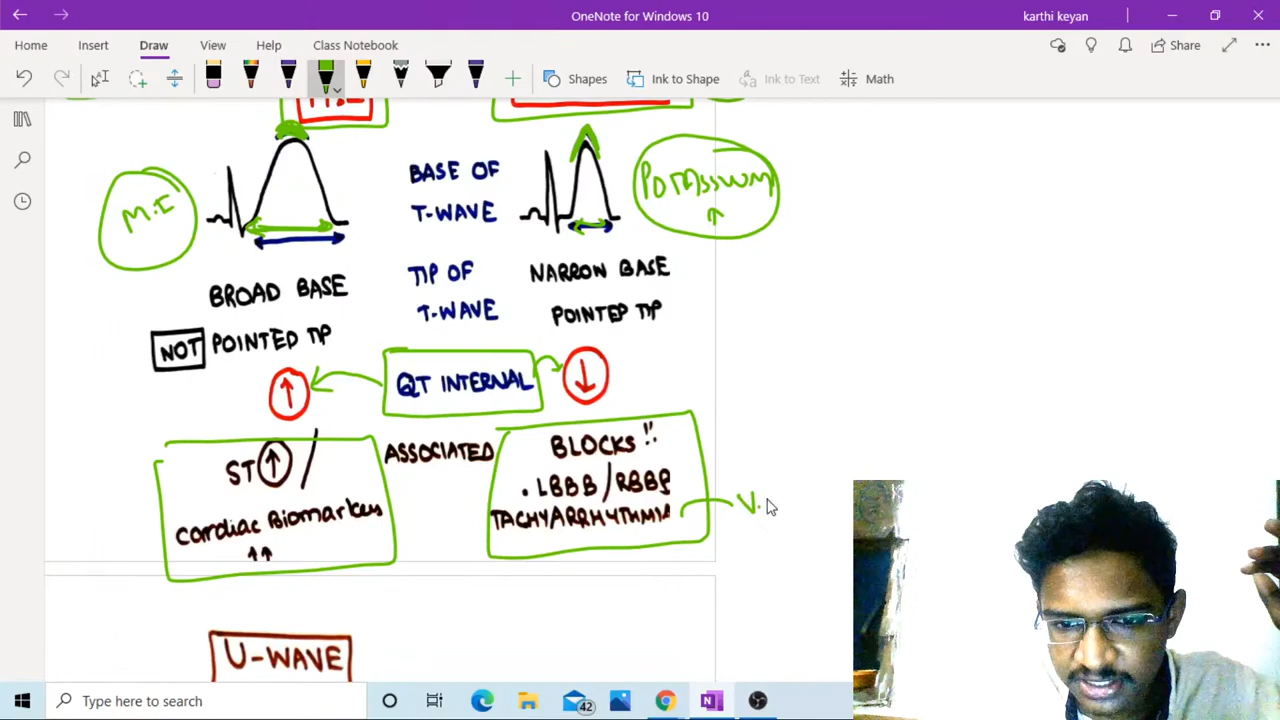 OneNote for Windows 10
karthi keyan
Home Insert Draw View Help Class Notebook
Share
Shapes Ink to Shape Ink to Text Math
M.I
BASE OF
T-WAVE
POTASSIUM
↑
BROAD BASE
TIP OF
T-WAVE
NARRON BASE
POINTED TIP
NOT POINTED TIP
↑ QT INTERNAL ↓
ST ↑ /
Cardiac Biomarkers
↑↑
ASSOCIATED
BLOCKS !!
. LBBB / RBBB
TACHYARRHYTHMIA
V.
U-WAVE
Type here to search
42